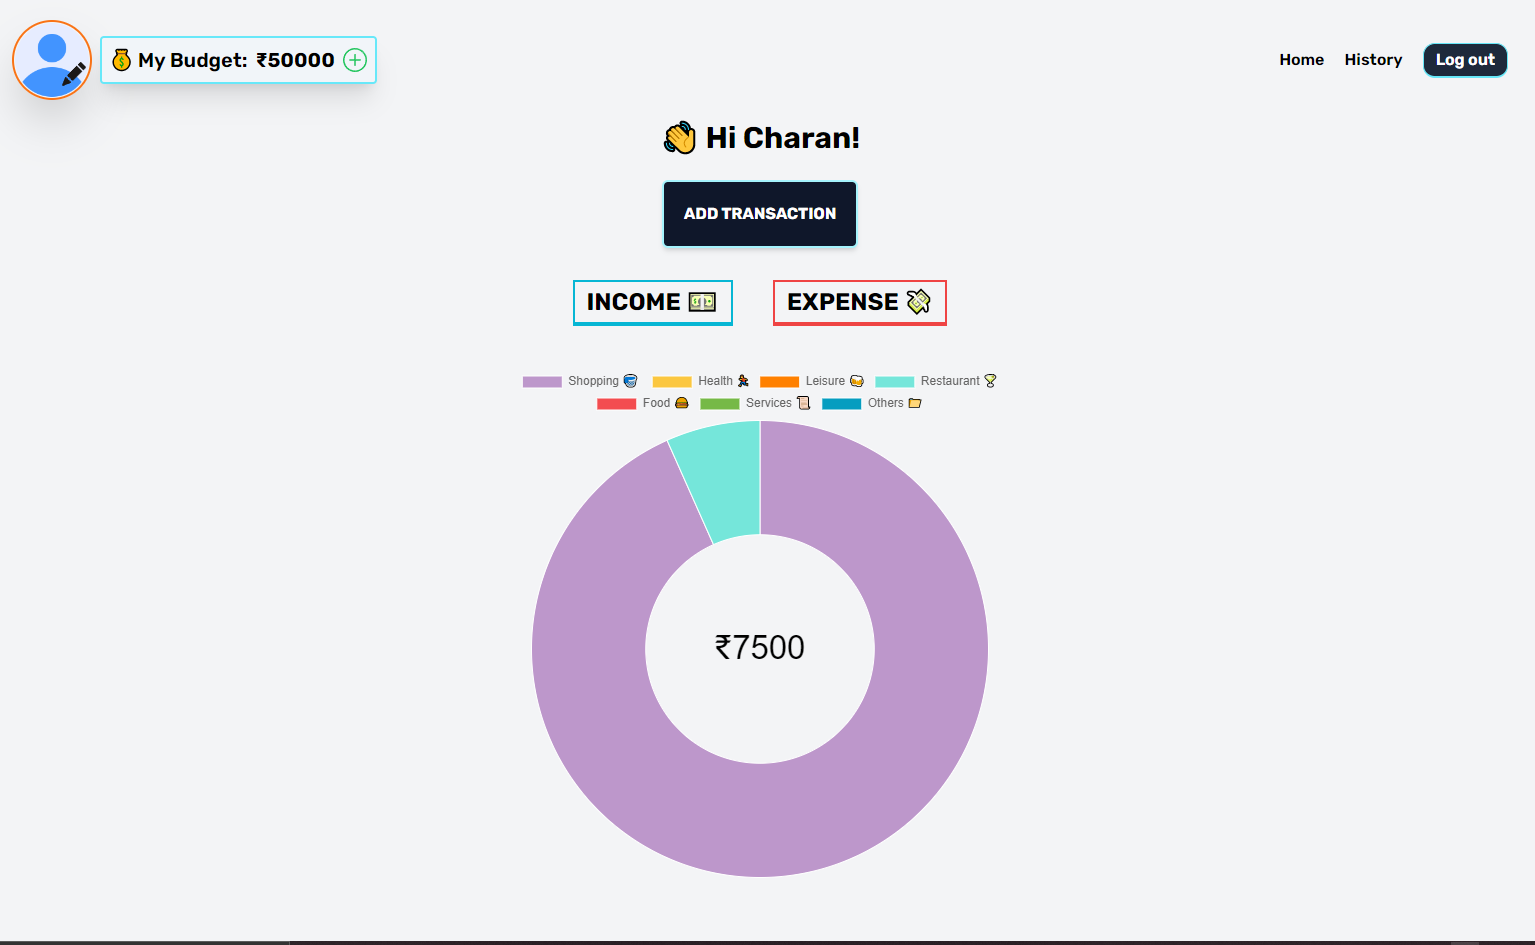 My Budget: ₹50000
Home
History
Log out
Hi Charan!
ADD TRANSACTION
INCOME
EXPENSE
Shopping
Health
Leisure
Restaurant
Food
Services
Others
₹7500